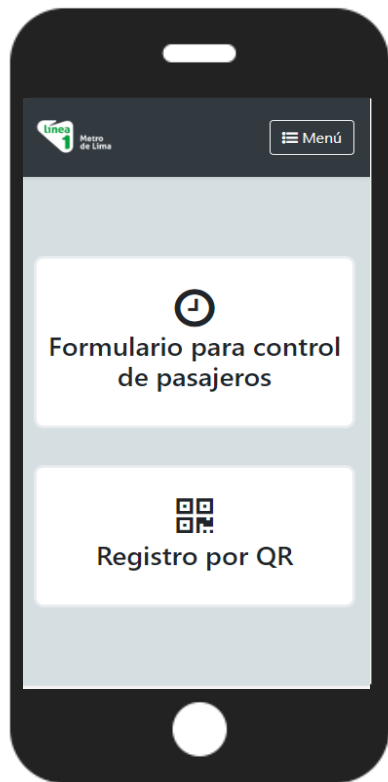 línea
1
Metro
de Lima
Menú
Formulario para control
de pasajeros
Registro por QR